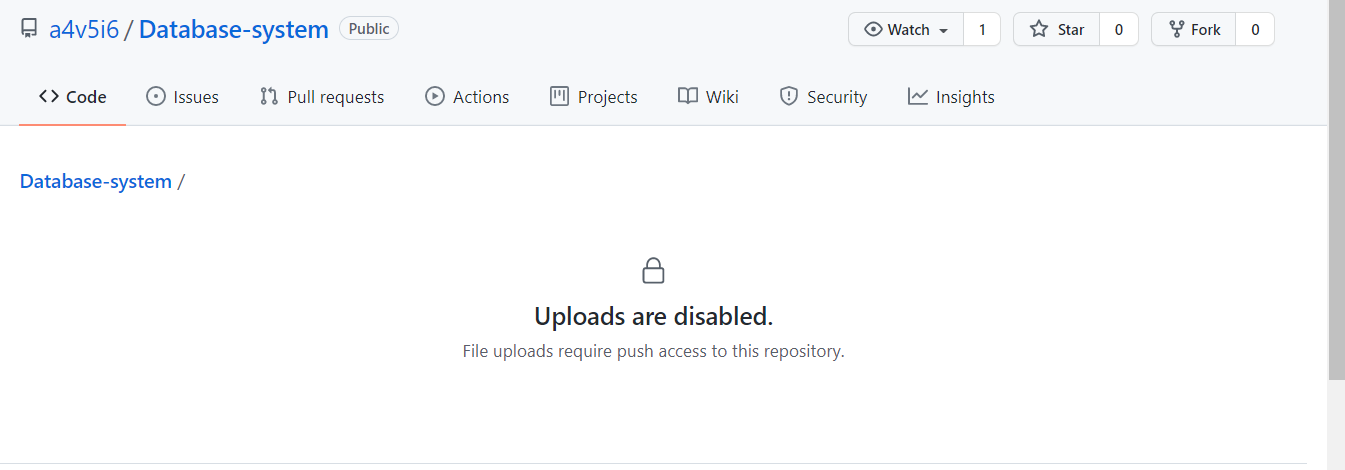 a4v5i6 / Database-system Public Watch 1 Star 0 Fork 0
Code Issues Pull requests Actions Projects Wiki Security Insights
Database-system /
Uploads are disabled.
File uploads require push access to this repository.